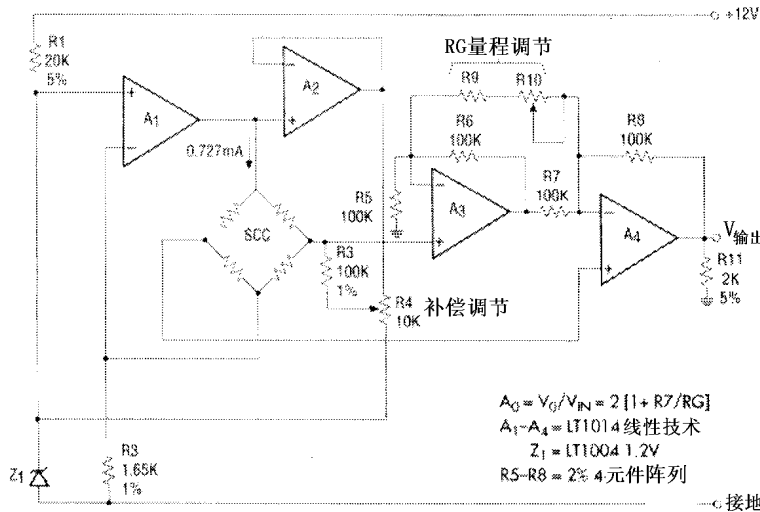 +12V
R1
20K
5%
RG量程调节
R9
R10
A2
A1
R6
100K
R8
100K
0.727mA
R7
100K
R5
100K
A3
A4
V输出
SCC
R3
100K
1%
R11
2K
5%
R4
10K
补偿调节
A0 = V0/VIN = 2 [1+ R7/RG]
A1-A4 = LT1014 线性技术
Z1 = LT1004 1.2V
R5-R8 = 2% 4元件阵列
Z1
R3
1.65K
1%
接地